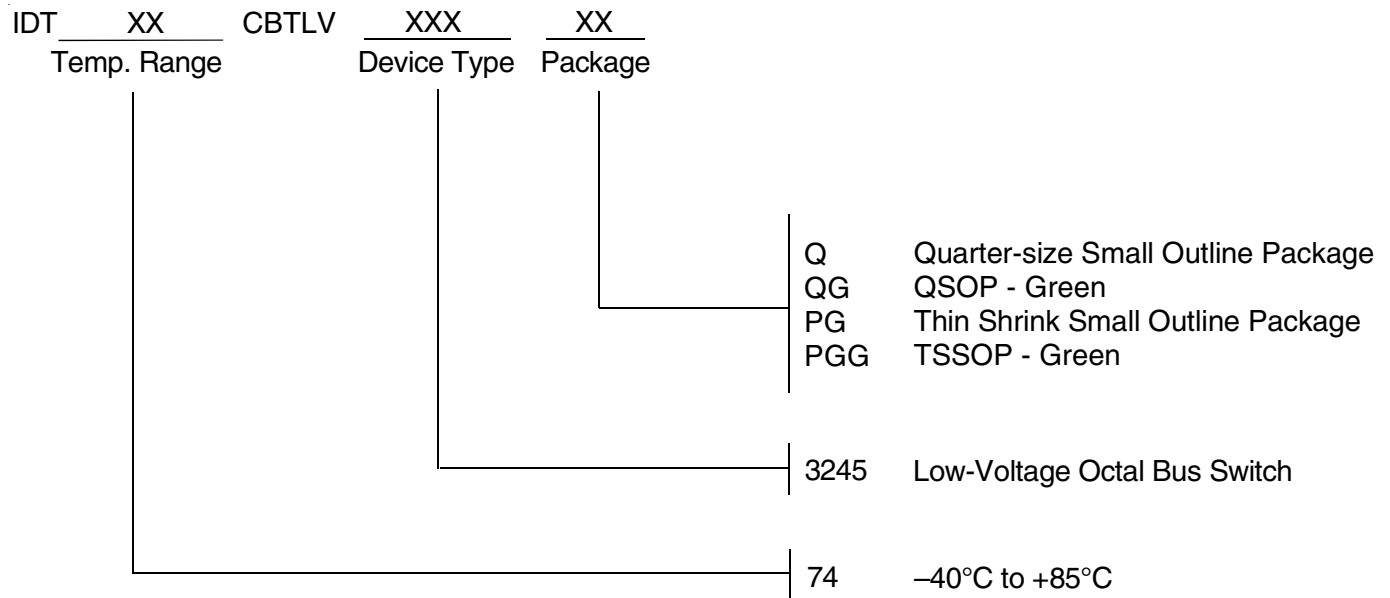 IDT XX CBTLV XXX XX
Temp. Range Device Type Package
Q Quarter-size Small Outline Package
QG QSOP - Green
PG Thin Shrink Small Outline Package
PGG TSSOP - Green
3245 Low-Voltage Octal Bus Switch
74 –40°C to +85°C